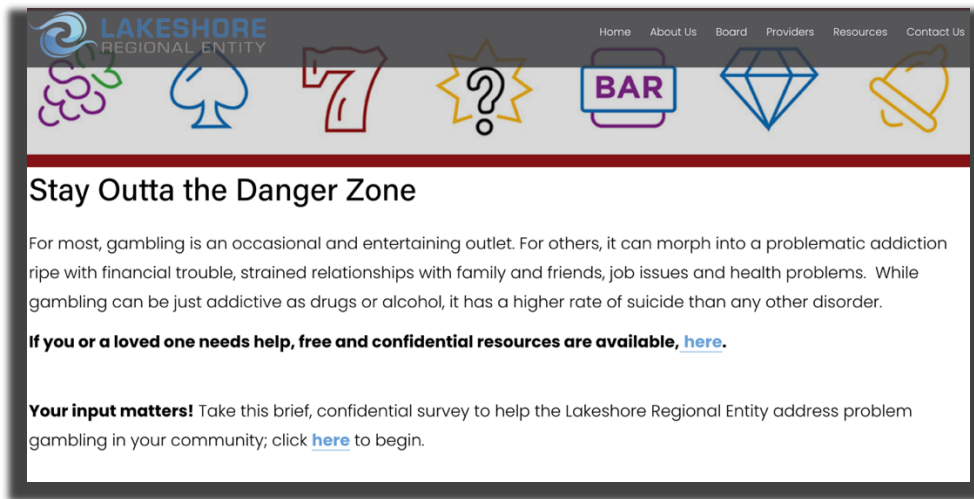 LAKESHORE
REGIONAL ENTITY
Home About Us Board Providers Resources Contact Us
7 ? BAR
Stay Outta the Danger Zone
For most, gambling is an occasional and entertaining outlet. For others, it can morph into a problematic addiction
ripe with financial trouble, strained relationships with family and friends, job issues and health problems. While
gambling can be just addictive as drugs or alcohol, it has a higher rate of suicide than any other disorder.
If you or a loved one needs help, free and confidential resources are available, here.
Your input matters! Take this brief, confidential survey to help the Lakeshore Regional Entity address problem
gambling in your community; click here to begin.